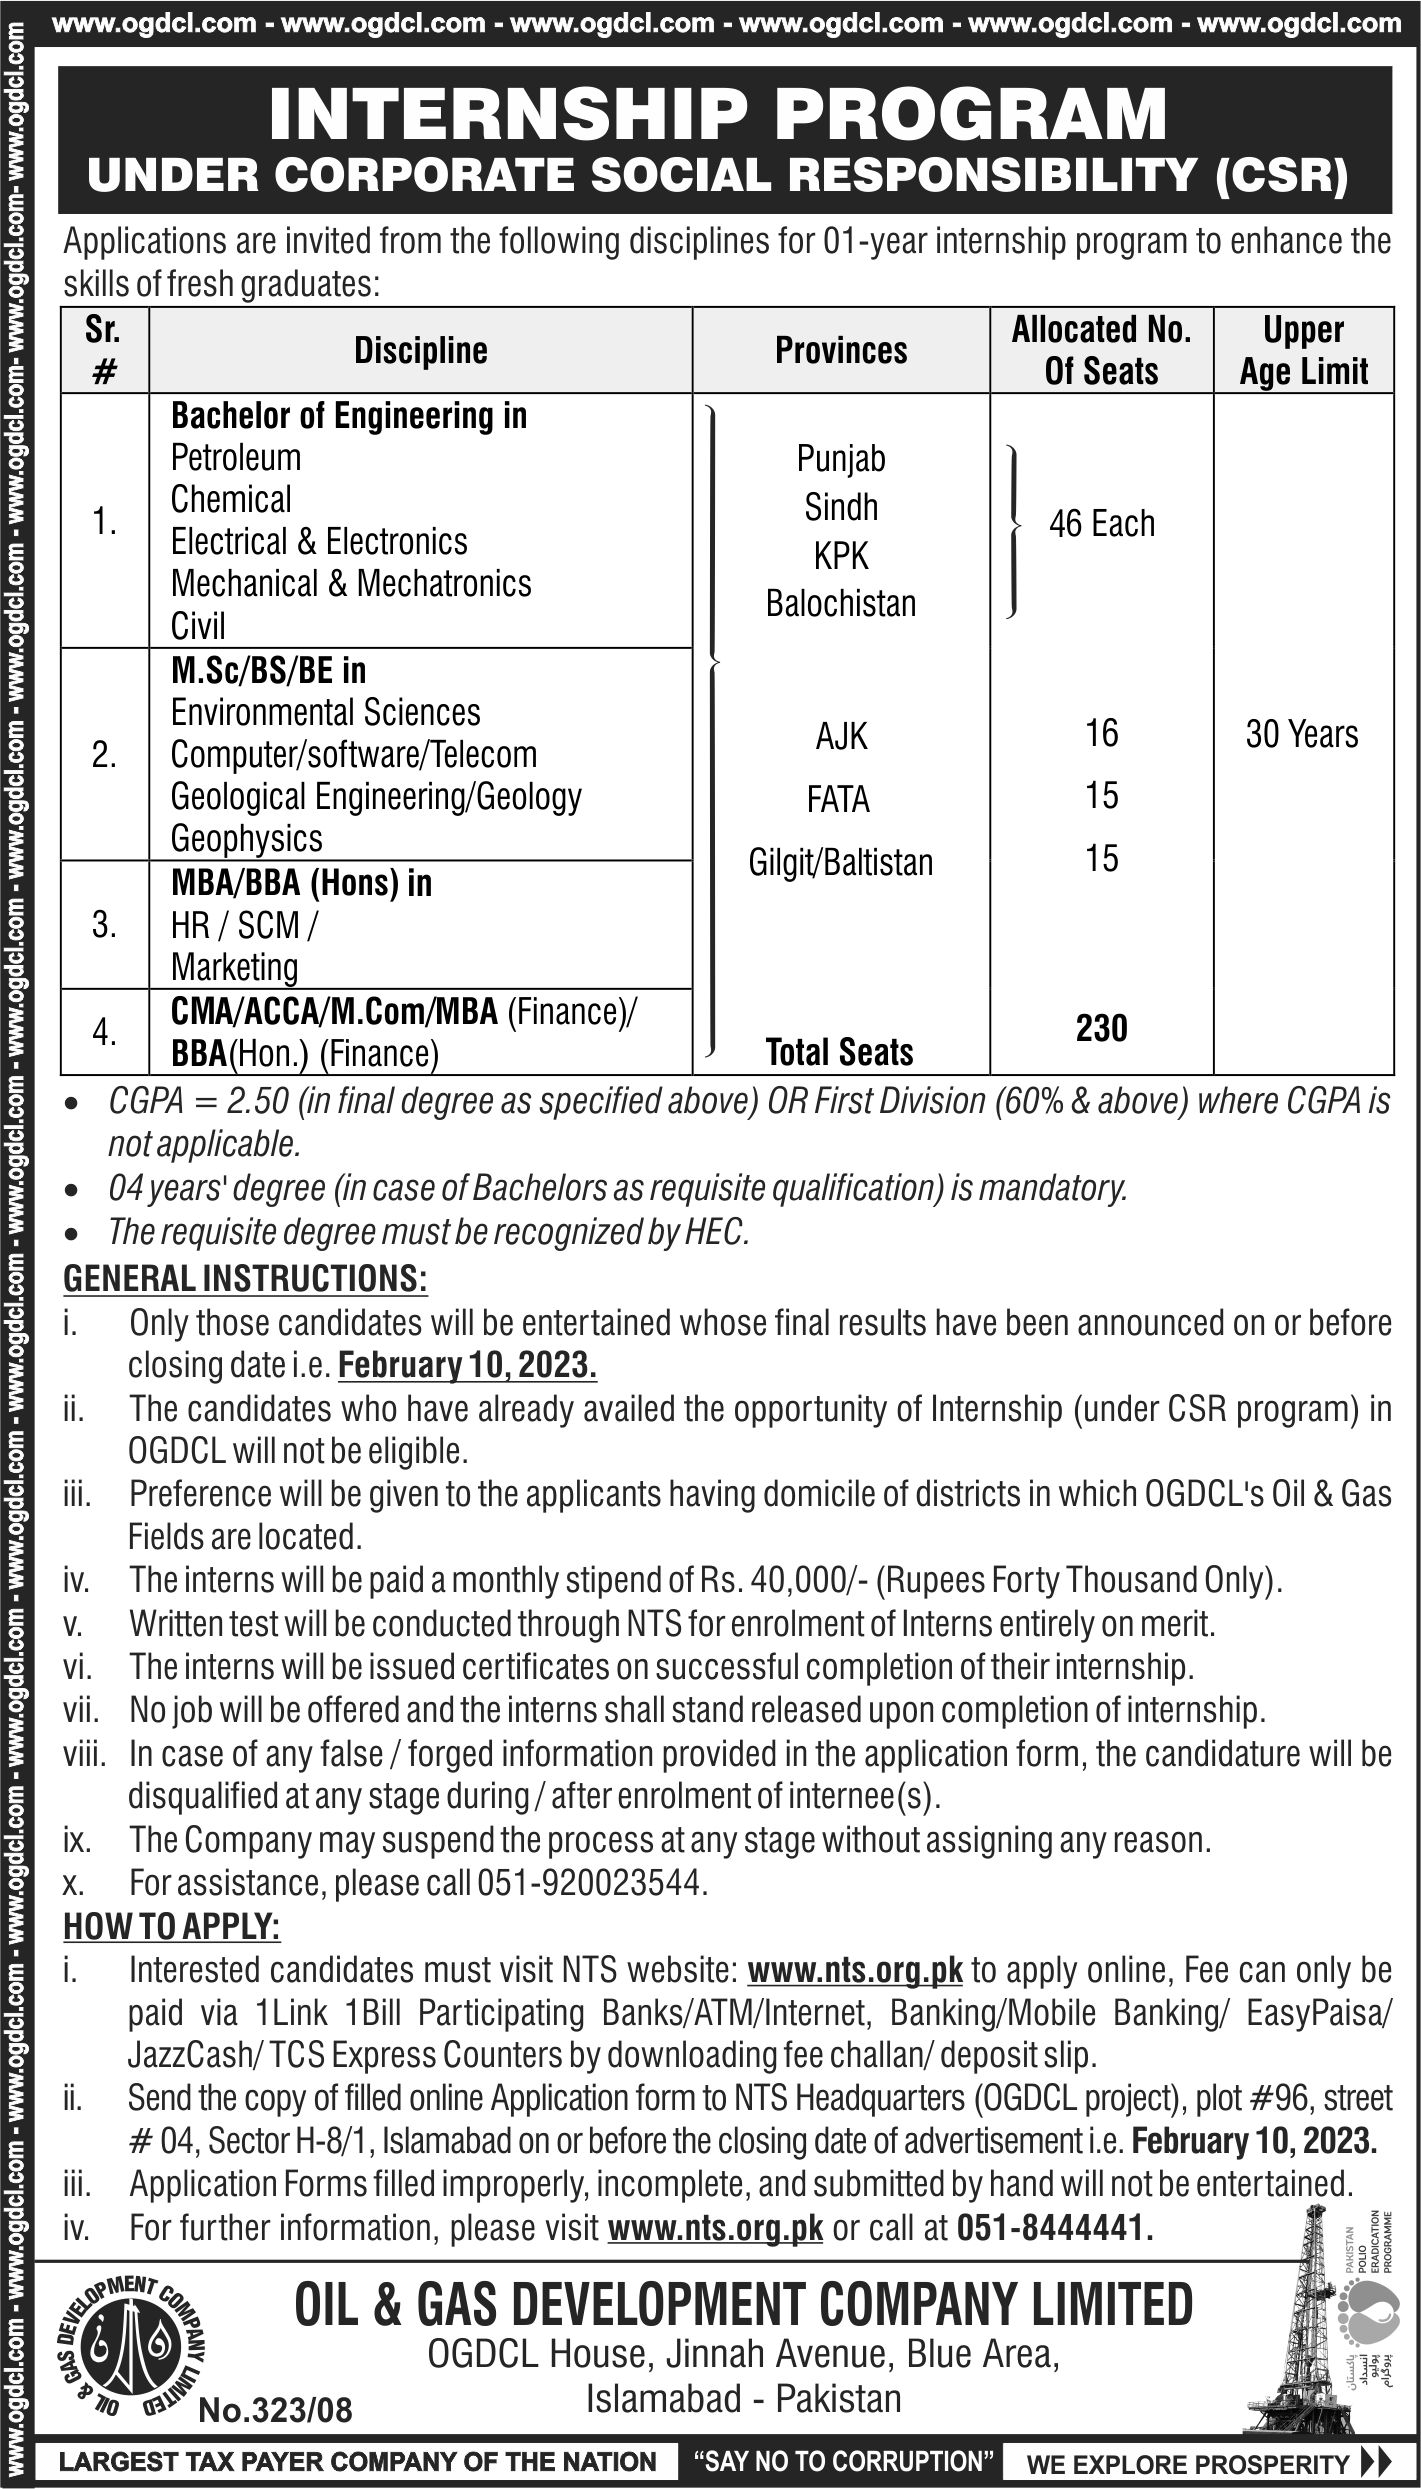 www.ogdcl.com - www.ogdcl.com - www.ogdcl.com - www.ogdcl.com - www.ogdcl.com - www.ogdcl.com
www.ogdcl.com - www.ogdcl.com - www.ogdcl.com - www.ogdcl.com - www.ogdcl.com - www.ogdcl.com - www.ogdcl.com - www.ogdcl.com - www.ogdcl.com - www.ogdcl.com- www.ogdcl.com- www.ogdcl.com
INTERNSHIP PROGRAM
UNDER CORPORATE SOCIAL RESPONSIBILITY (CSR)
Applications are invited from the following disciplines for 01-year internship program to enhance the
skills of fresh graduates:
Sr. # Discipline Provinces Allocated No. Of Seats Upper Age Limit
1.
Bachelor of Engineering in
Petroleum
Chemical
Electrical & Electronics
Mechanical & Mechatronics
Civil
2.
M.Sc/BS/BE in
Environmental Sciences
Computer/software/Telecom
Geological Engineering/Geology
Geophysics
3.
MBA/BBA (Hons) in
HR / SCM /
Marketing
4.
CMA/ACCA/M.Com/MBA (Finance)/
BBA(Hon.) (Finance)
Punjab
Sindh
KPK
Balochistan
46 Each
AJK 16
FATA 15
Gilgit/Baltistan 15
Total Seats 230
30 Years
• CGPA = 2.50 (in final degree as specified above) OR First Division (60% & above) where CGPA is
not applicable.
• 04 years' degree (in case of Bachelors as requisite qualification) is mandatory.
• The requisite degree must be recognized by HEC.
GENERAL INSTRUCTIONS:
i. Only those candidates will be entertained whose final results have been announced on or before
closing date i.e. February 10, 2023.
ii. The candidates who have already availed the opportunity of Internship (under CSR program) in
OGDCL will not be eligible.
iii. Preference will be given to the applicants having domicile of districts in which OGDCL's Oil & Gas
Fields are located.
iv. The interns will be paid a monthly stipend of Rs. 40,000/- (Rupees Forty Thousand Only).
v. Written test will be conducted through NTS for enrolment of Interns entirely on merit.
vi. The interns will be issued certificates on successful completion of their internship.
vii. No job will be offered and the interns shall stand released upon completion of internship.
viii. In case of any false / forged information provided in the application form, the candidature will be
disqualified at any stage during / after enrolment of internee(s).
ix. The Company may suspend the process at any stage without assigning any reason.
x. For assistance, please call 051-920023544.
HOW TO APPLY:
i. Interested candidates must visit NTS website: www.nts.org.pk to apply online, Fee can only be
paid via 1Link 1Bill Participating Banks/ATM/Internet, Banking/Mobile Banking/ EasyPaisa/
JazzCash/ TCS Express Counters by downloading fee challan/ deposit slip.
ii. Send the copy of filled online Application form to NTS Headquarters (OGDCL project), plot #96, street
# 04, Sector H-8/1, Islamabad on or before the closing date of advertisement i.e. February 10, 2023.
iii. Application Forms filled improperly, incomplete, and submitted by hand will not be entertained.
iv. For further information, please visit www.nts.org.pk or call at 051-8444441.
OIL & GAS DEVELOPMENT COMPANY LIMITED
No.323/08
OIL & GAS DEVELOPMENT COMPANY LIMITED
OGDCL House, Jinnah Avenue, Blue Area,
Islamabad - Pakistan
PAKISTAN
POLIO
ERADICATION
PROGRAMME
پاکستان
انسداد
پولیو
پروگرام
LARGEST TAX PAYER COMPANY OF THE NATION
“SAY NO TO CORRUPTION”
WE EXPLORE PROSPERITY